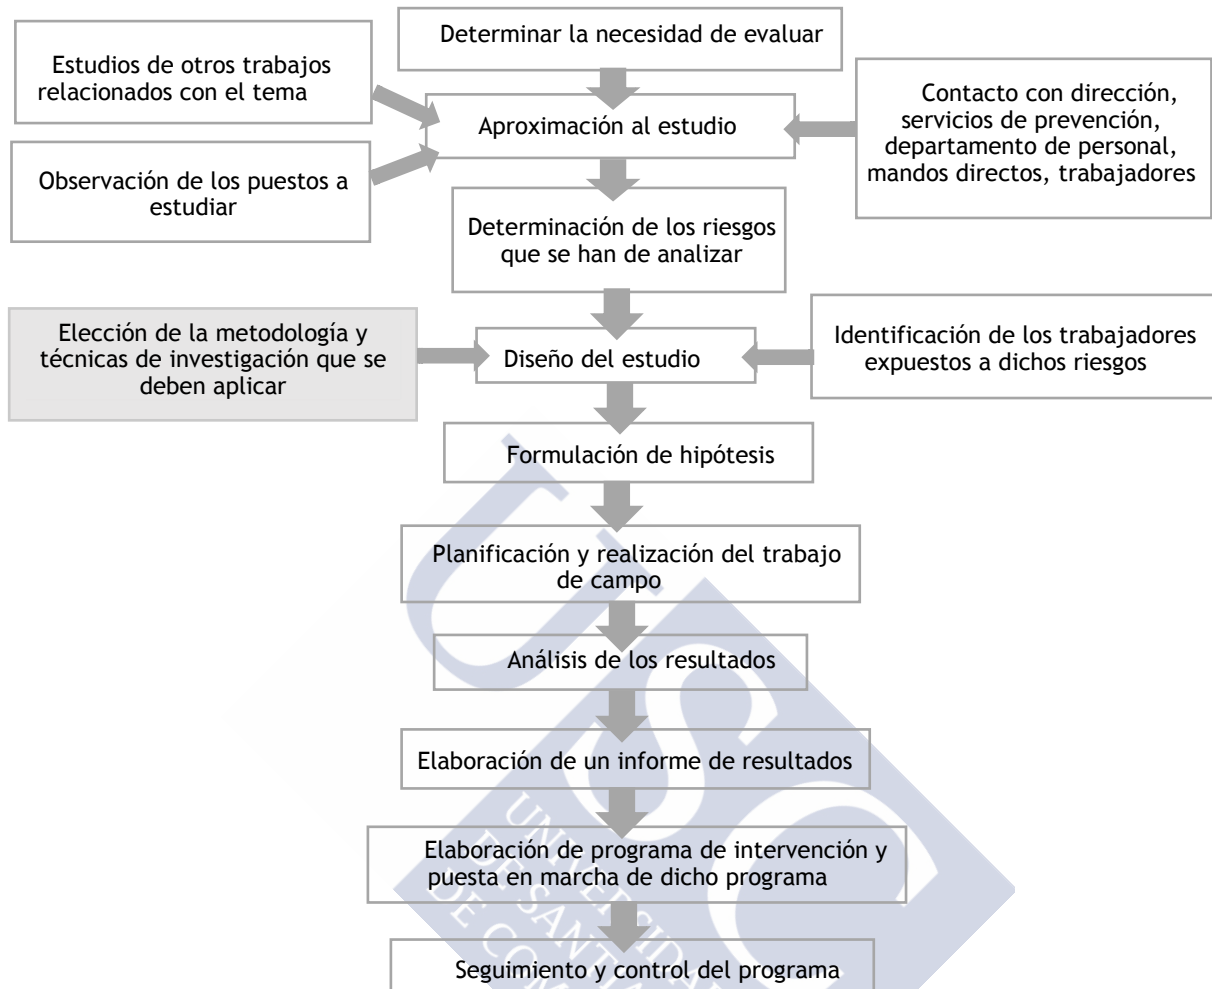 Determinar la necesidad de evaluar
Estudios de otros trabajos
relacionados con el tema
Aproximación al estudio
Contacto con dirección,
servicios de prevención,
departamento de personal,
mandos directos, trabajadores
Observación de los puestos a
estudiar
Determinación de los riesgos
que se han de analizar
Elección de la metodología y
técnicas de investigación que se
deben aplicar
Diseño del estudio
Identificación de los trabajadores
expuestos a dichos riesgos
Formulación de hipótesis
Planificación y realización del trabajo
de campo
Análisis de los resultados
Elaboración de un informe de resultados
Elaboración de programa de intervención y
puesta en marcha de dicho programa
Seguimiento y control del programa
USC